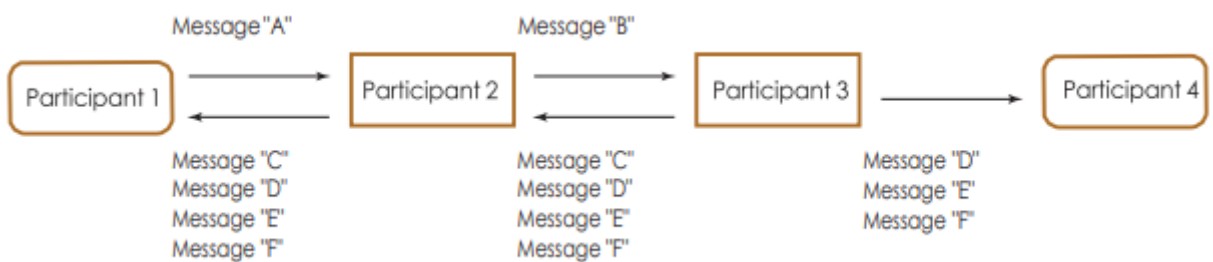 Message "A"
Message "B"
Participant 1
Participant 2
Participant 3
Participant 4
Message "C"
Message "D"
Message "E"
Message "F"
Message "C"
Message "D"
Message "E"
Message "F"
Message "D"
Message "E"
Message "F"